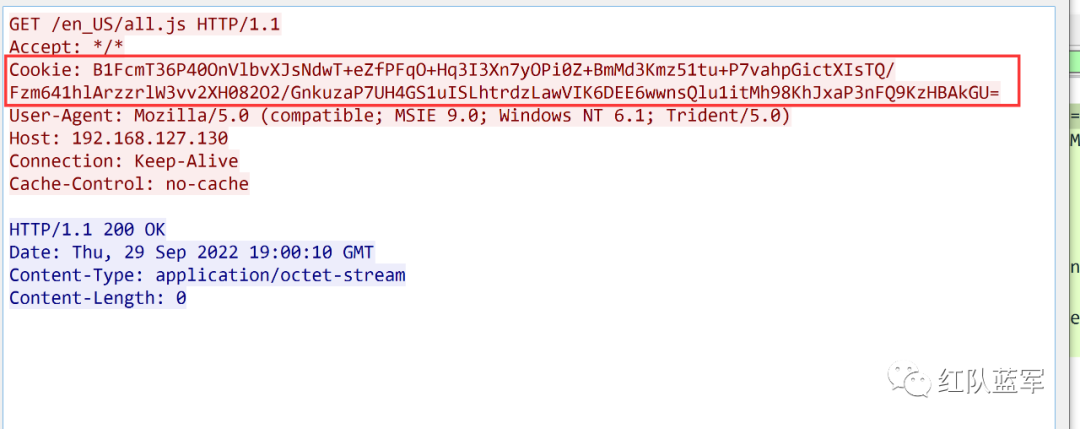 GET /en_US/all.js HTTP/1.1
Accept: */*
Cookie: B1FcmT36P40OnVlbvXJsNdwT+eZfPFqO+Hq3I3Xn7yOPi0Z+BmMd3Kmz51tu+P7vahpGictXIsTQ/
Fzm641hlArzzrlW3vv2XH082O2/GnkuzaP7UH4GS1uISLhtrdzLawVIK6DEE6wwnsQlu1itMh98KhJxaP3nFQ9KzHBAkGU=
User-Agent: Mozilla/5.0 (compatible; MSIE 9.0; Windows NT 6.1; Trident/5.0)
Host: 192.168.127.130
Connection: Keep-Alive
Cache-Control: no-cache
HTTP/1.1 200 OK
Date: Thu, 29 Sep 2022 19:00:10 GMT
Content-Type: application/octet-stream
Content-Length: 0
红队蓝军